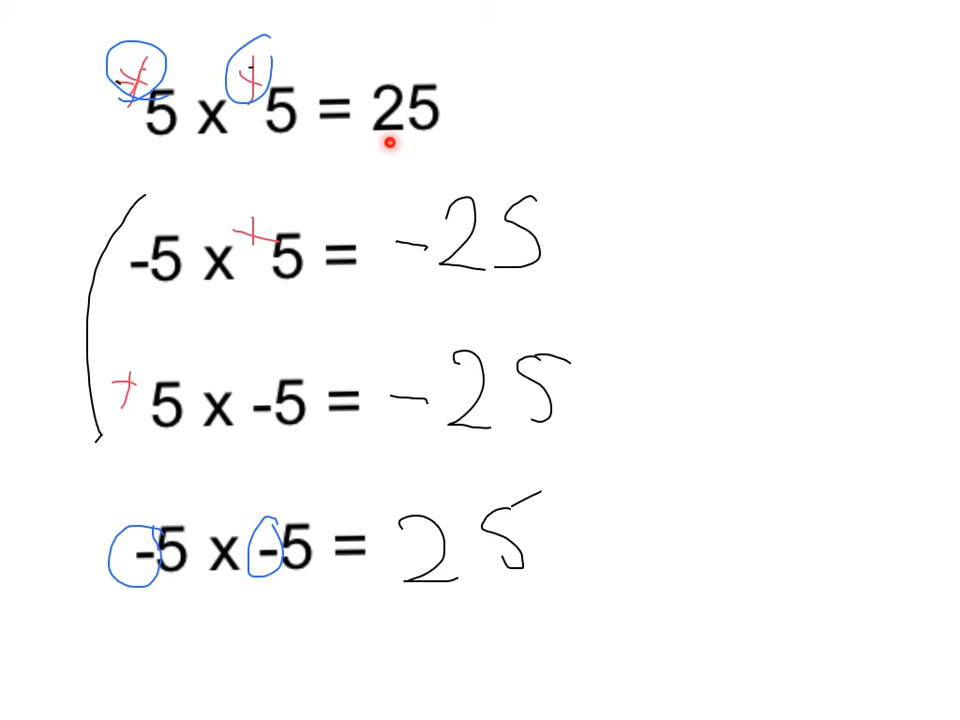 +5 x +5 = 25
-5 x +5 = -25
+5 x -5 = -25
-5 x -5 = 25